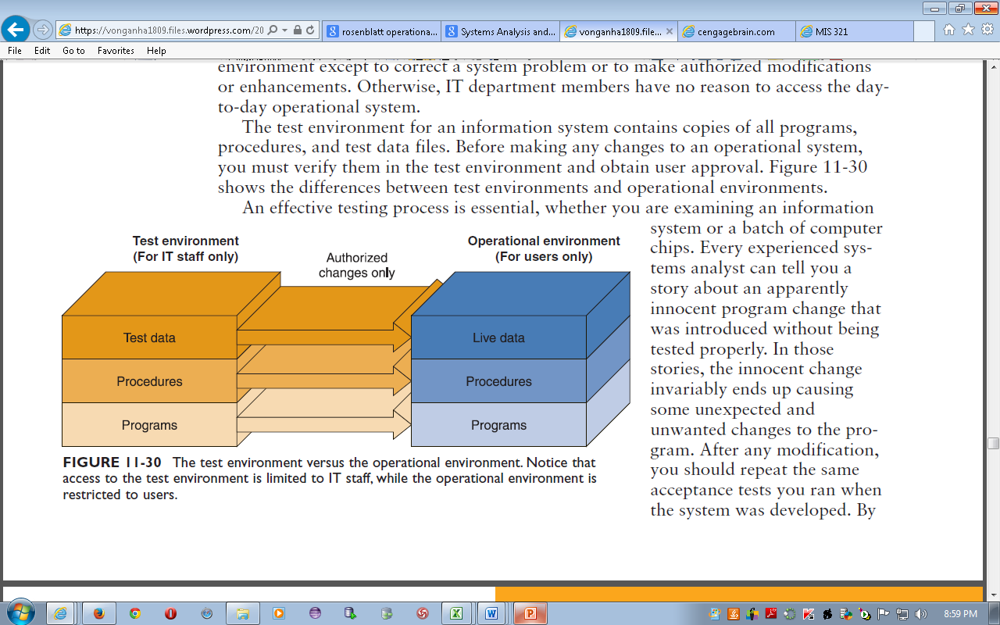 https://vonganha1809.files.wordpress.com/20
rosenblatt operationa...
Systems Analysis and...
vonganha1809.file...
cengagebrain.com
MIS 321
File Edit Go to Favorites Help
environment except to correct a system problem or to make authorized modifications
or enhancements. Otherwise, IT department members have no reason to access the day-
to-day operational system.
The test environment for an information system contains copies of all programs,
procedures, and test data files. Before making any changes to an operational system,
you must verify them in the test environment and obtain user approval. Figure 11-30
shows the differences between test environments and operational environments.
An effective testing process is essential, whether you are examining an information
system or a batch of computer
chips. Every experienced sys-
tems analyst can tell you a
story about an apparently
innocent program change that
was introduced without being
tested properly. In those
stories, the innocent change
invariably ends up causing
some unexpected and
unwanted changes to the pro-
gram. After any modification,
you should repeat the same
acceptance tests you ran when
the system was developed. By
Test environment
(For IT staff only)
Authorized
changes only
Operational environment
(For users only)
Test data
Live data
Procedures
Procedures
Programs
Programs
FIGURE 11-30 The test environment versus the operational environment. Notice that
access to the test environment is limited to IT staff, while the operational environment is
restricted to users.
8:59 PM